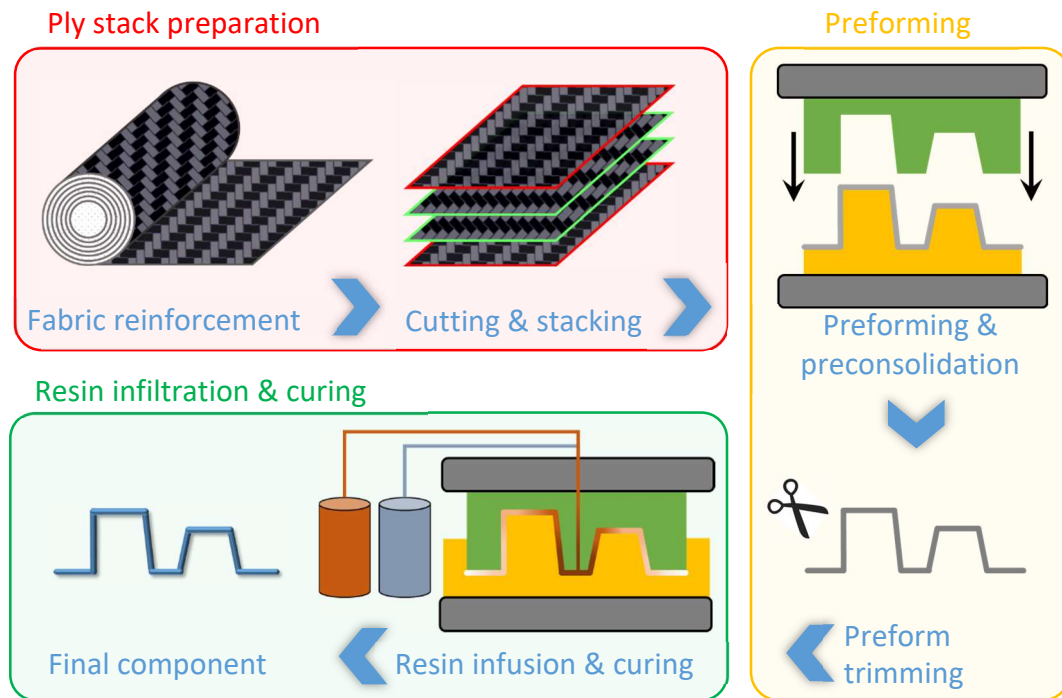 Ply stack preparation
Fabric reinforcement
Cutting & stacking
Preforming
Preforming &
preconsolidation
Preform
trimming
Resin infiltration & curing
Resin infusion & curing
Final component